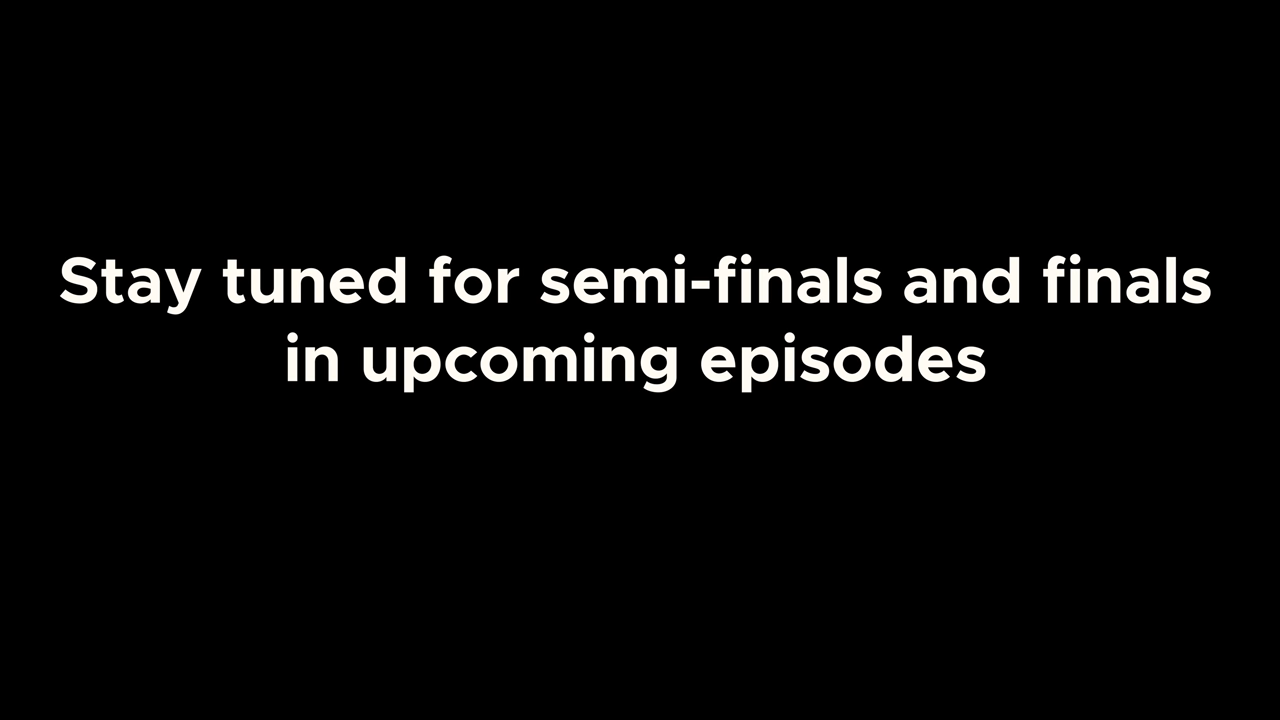 Stay tuned for semi-finals and finals
in upcoming episodes